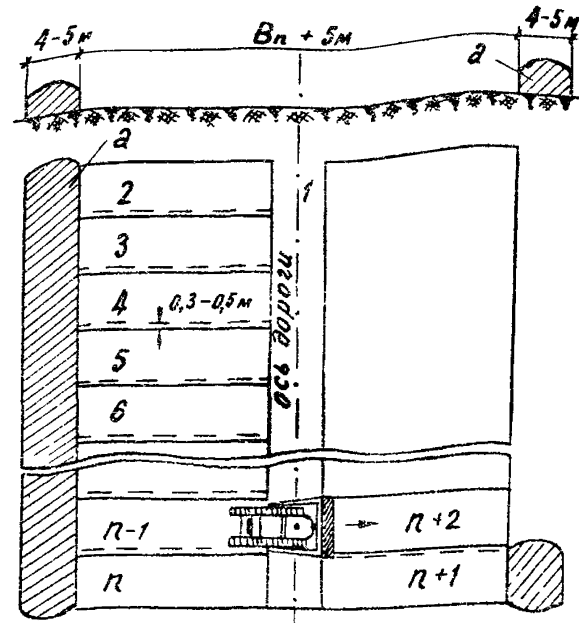 4-5м Bп + 5м 4-5м
а
а
1
2
3
4 0,3-0,5м
5
6
ось дороги
n-1 n+2
n n+1